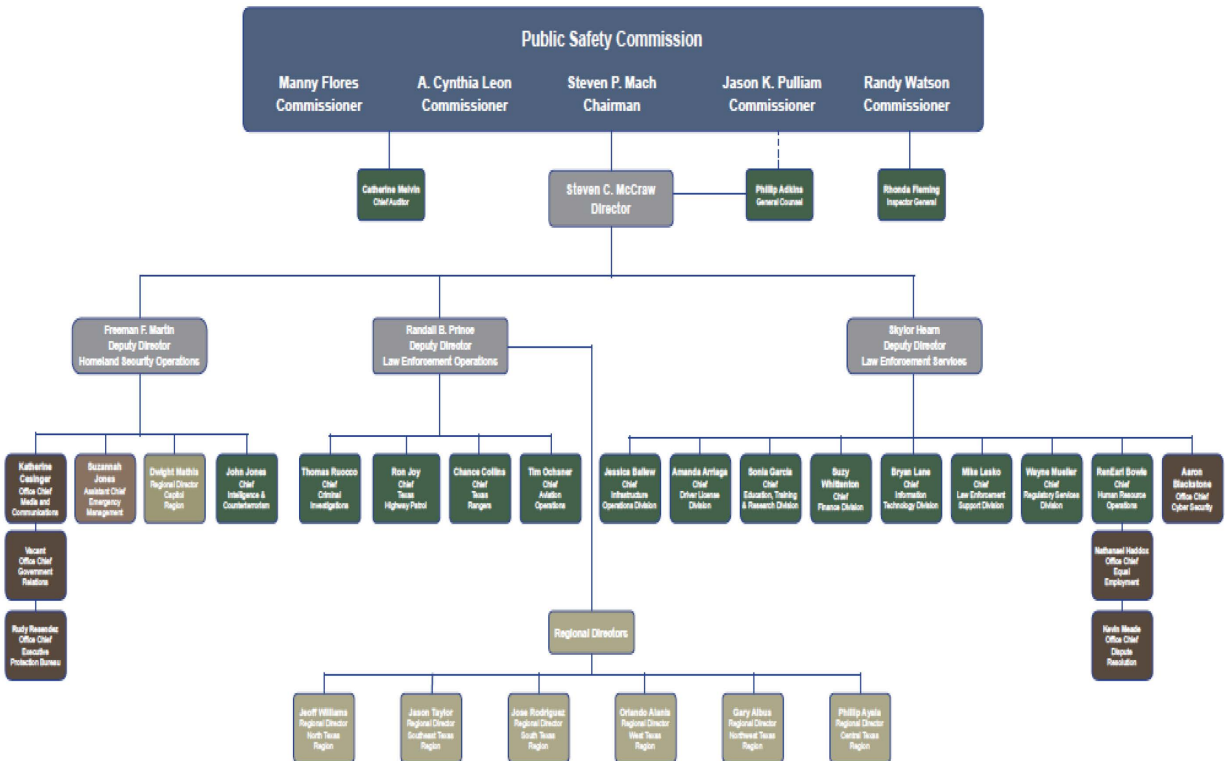 Public Safety Commission
Manny Flores
Commissioner
A. Cynthia Leon
Commissioner
Steven P. Mach
Chairman
Jason K. Pulliam
Commissioner
Randy Watson
Commissioner
Catherine Melvin
Chief Auditor
Steven C. McCraw
Director
Phillip Adkins
General Counsel
Rhonda Fleming
Inspector General
Freeman F. Martin
Deputy Director
Homeland Security Operations
Randall B. Prince
Deputy Director
Law Enforcement Operations
Skylor Hearn
Deputy Director
Law Enforcement Services
Katherine
Cesinger
Office Chief
Media and
Communications
Suzannah
Jones
Assistant Chief
Emergency
Management
Dwight Mathis
Regional Director
Capitol
Region
John Jones
Chief
Intelligence &
Counterterrorism
Thomas Ruocco
Chief
Criminal
Investigations
Ron Joy
Chief
Texas
Highway Patrol
Chance Collins
Chief
Texas
Rangers
Tim Ochsner
Chief
Aviation
Operations
Jessica Ballew
Chief
Infrastructure
Operations Division
Amanda Arriaga
Chief
Driver License
Division
Sonia Garcia
Chief
Education, Training
& Research Division
Suzy
Whittenton
Chief
Finance Division
Bryan Lane
Chief
Information
Technology Division
Mike Lesko
Chief
Law Enforcement
Support Division
Wayne Mueller
Chief
Regulatory Services
Division
RenEarl Bowie
Chief
Human Resource
Operations
Aaron
Blackstone
Office Chief
Cyber Security
Vacant
Office Chief
Government
Relations
Nathanael Haddox
Office Chief
Equal
Employment
Rudy Resendez
Office Chief
Executive
Protection Bureau
Kevin Meade
Office Chief
Dispute
Resolution
Regional Directors
Jeoff Williams
Regional Director
North Texas
Region
Jason Taylor
Regional Director
Southwest Texas
Region
Jose Rodriguez
Regional Director
South Texas
Region
Orlando Alanis
Regional Director
West Texas
Region
Gary Albus
Regional Director
Northwest Texas
Region
Phillip Ayala
Regional Director
Central Texas
Region